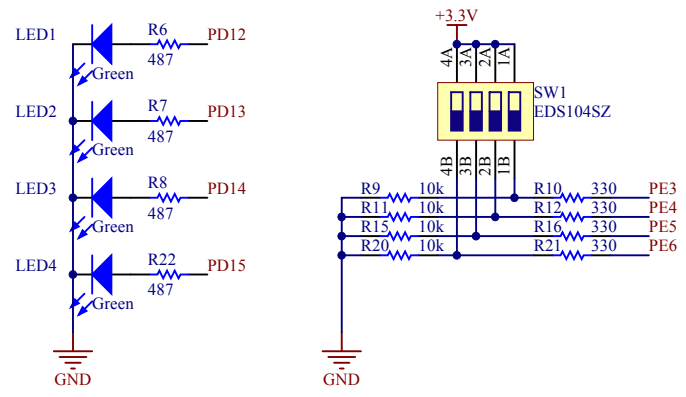 LED1
R6
PD12
487
Green
LED2
R7
PD13
487
Green
LED3
R8
PD14
487
Green
LED4
R22
PD15
487
Green
GND
+3.3V
4A
3A
2A
1A
SW1
EDS104SZ
4B
3B
2B
1B
R9 10k R10 330 PE3
R11 10k R12 330 PE4
R15 10k R16 330 PE5
R20 10k R21 330 PE6
GND